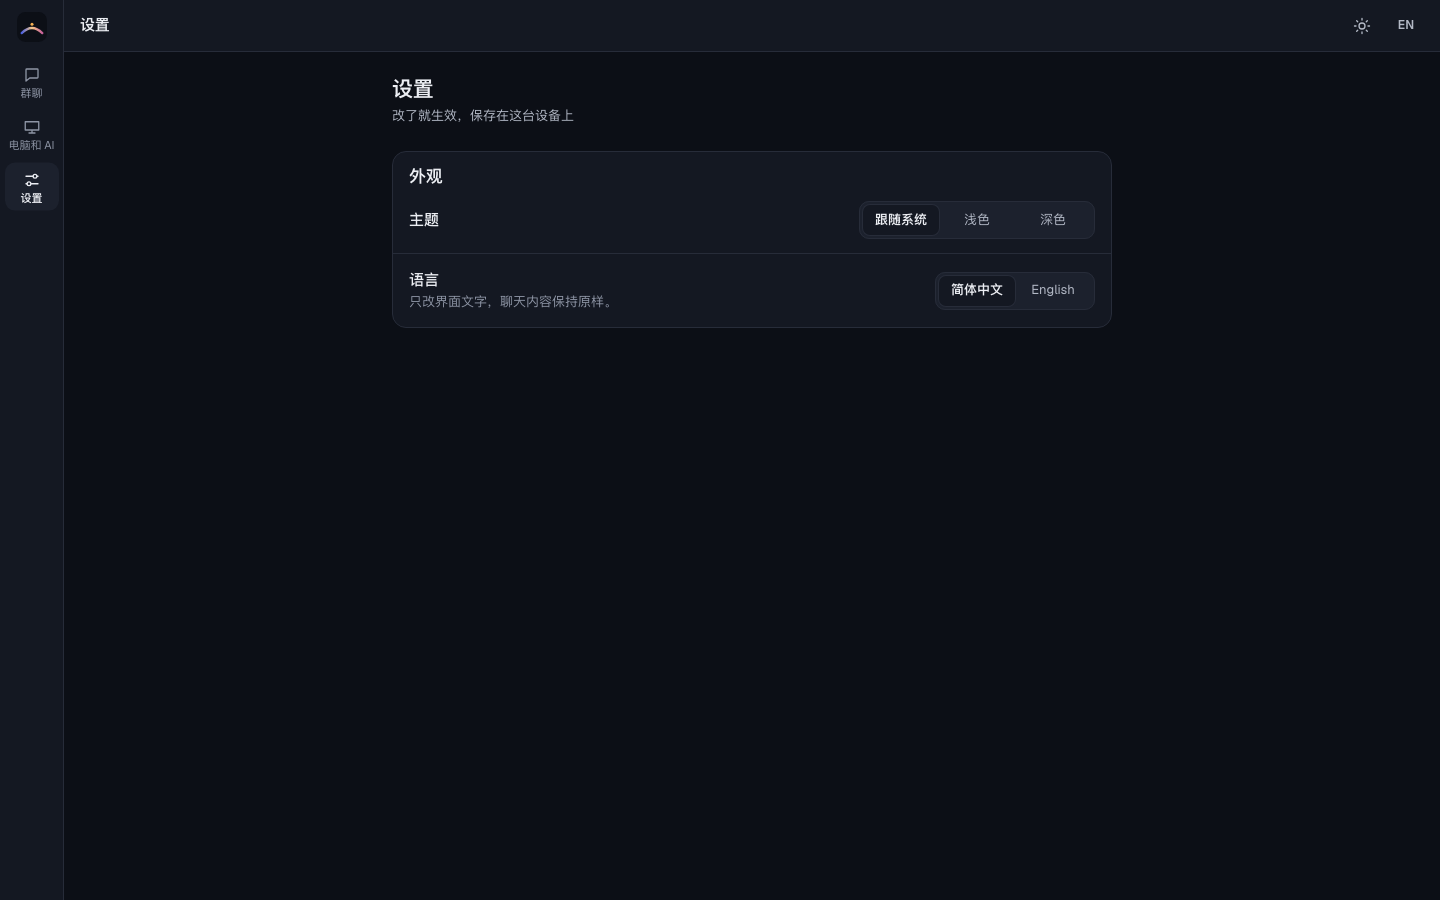 设置
EN
群聊
电脑和 AI
设置
设置
改了就生效，保存在这台设备上
外观
主题
跟随系统 浅色 深色
语言
只改界面文字，聊天内容保持原样。
简体中文 English